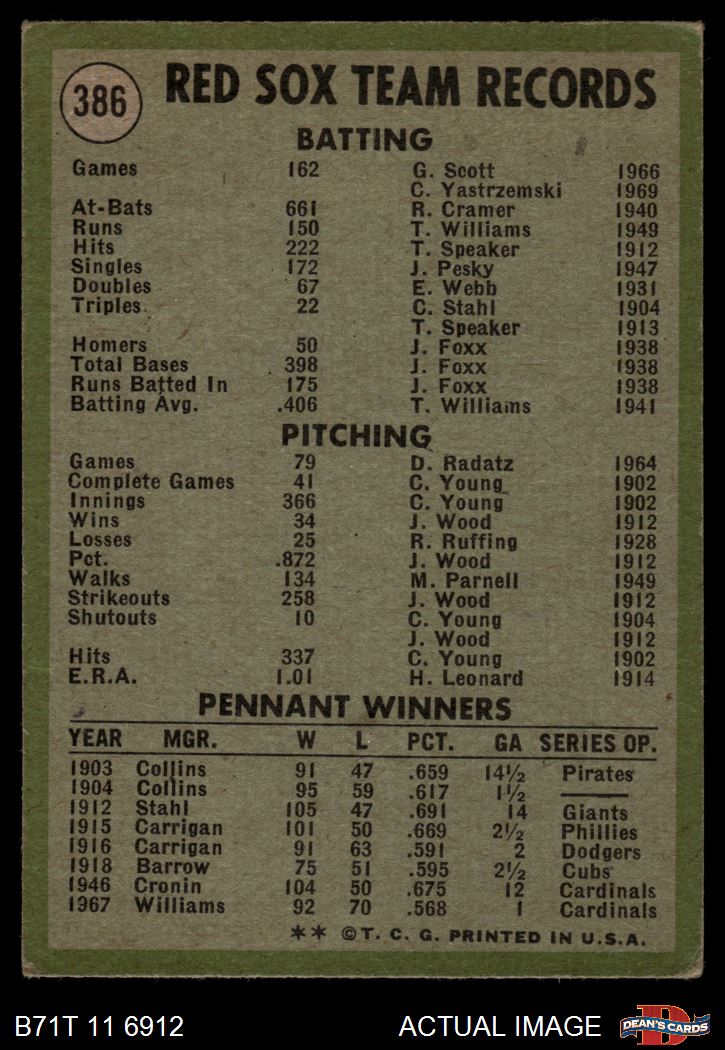 386
RED SOX TEAM RECORDS
BATTING
Games 162 G. Scott 1966
C. Yastrzemski 1969
At-Bats 661 R. Cramer 1940
Runs 150 T. Williams 1949
Hits 222 T. Speaker 1912
Singles 172 J. Pesky 1947
Doubles 67 E. Webb 1931
Triples 22 C. Stahl 1904
T. Speaker 1913
Homers 50 J. Foxx 1938
Total Bases 398 J. Foxx 1938
Runs Batted In 175 J. Foxx 1938
Batting Avg. .406 T. Williams 1941
PITCHING
Games 79 D. Radatz 1964
Complete Games 41 C. Young 1902
Innings 366 C. Young 1902
Wins 34 J. Wood 1912
Losses 25 R. Ruffing 1928
Pct. .872 J. Wood 1912
Walks 134 M. Parnell 1949
Strikeouts 258 J. Wood 1912
Shutouts 10 C. Young 1904
J. Wood 1912
Hits 337 C. Young 1902
E.R.A. 1.01 H. Leonard 1914
PENNANT WINNERS
YEAR MGR. W L PCT. GA SERIES OP.
1903 Collins 91 47 .659 14½ Pirates
1904 Collins 95 59 .617 1½ ———
1912 Stahl 105 47 .691 14 Giants
1915 Carrigan 101 50 .669 2½ Phillies
1916 Carrigan 91 63 .591 2 Dodgers
1918 Barrow 75 51 .595 2½ Cubs
1946 Cronin 104 50 .675 12 Cardinals
1967 Williams 92 70 .568 1 Cardinals
** ©T. C. G. PRINTED IN U.S.A.
B71T 11 6912 ACTUAL IMAGE D DEAN'S CARDS